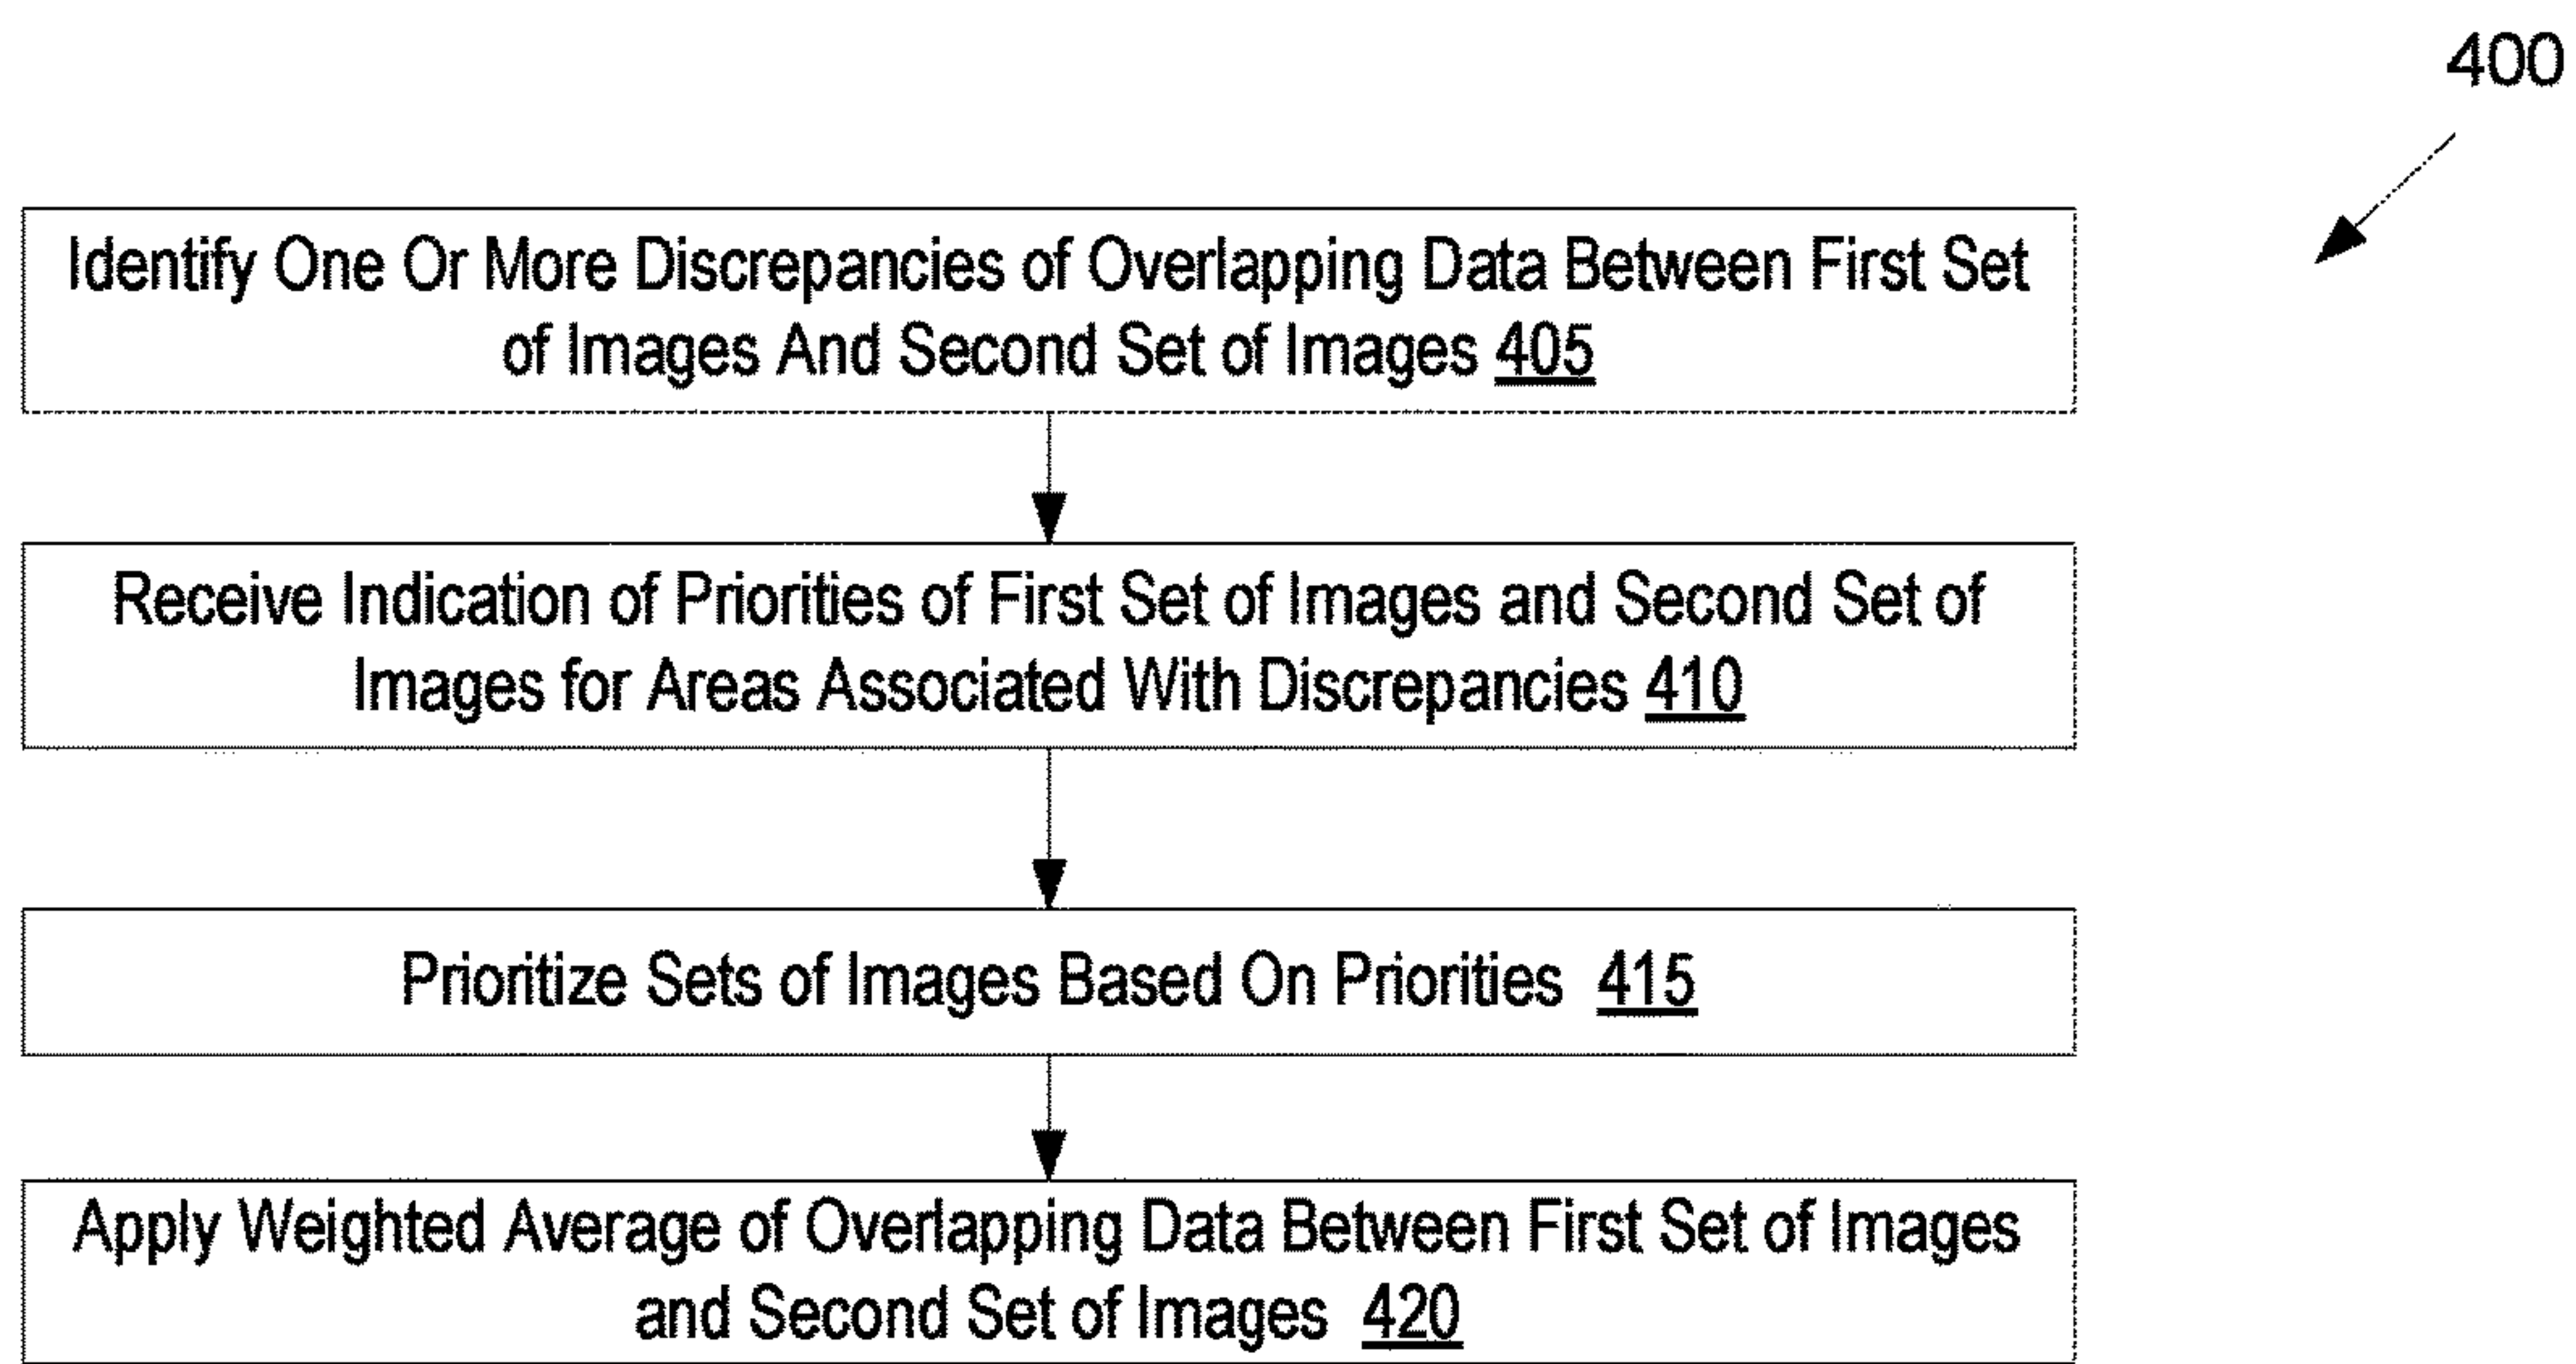 400
Identify One Or More Discrepancies of Overlapping Data Between First Set
of Images And Second Set of Images 405
Receive Indication of Priorities of First Set of Images and Second Set of
Images for Areas Associated With Discrepancies 410
Prioritize Sets of Images Based On Priorities 415
Apply Weighted Average of Overlapping Data Between First Set of Images
and Second Set of Images 420